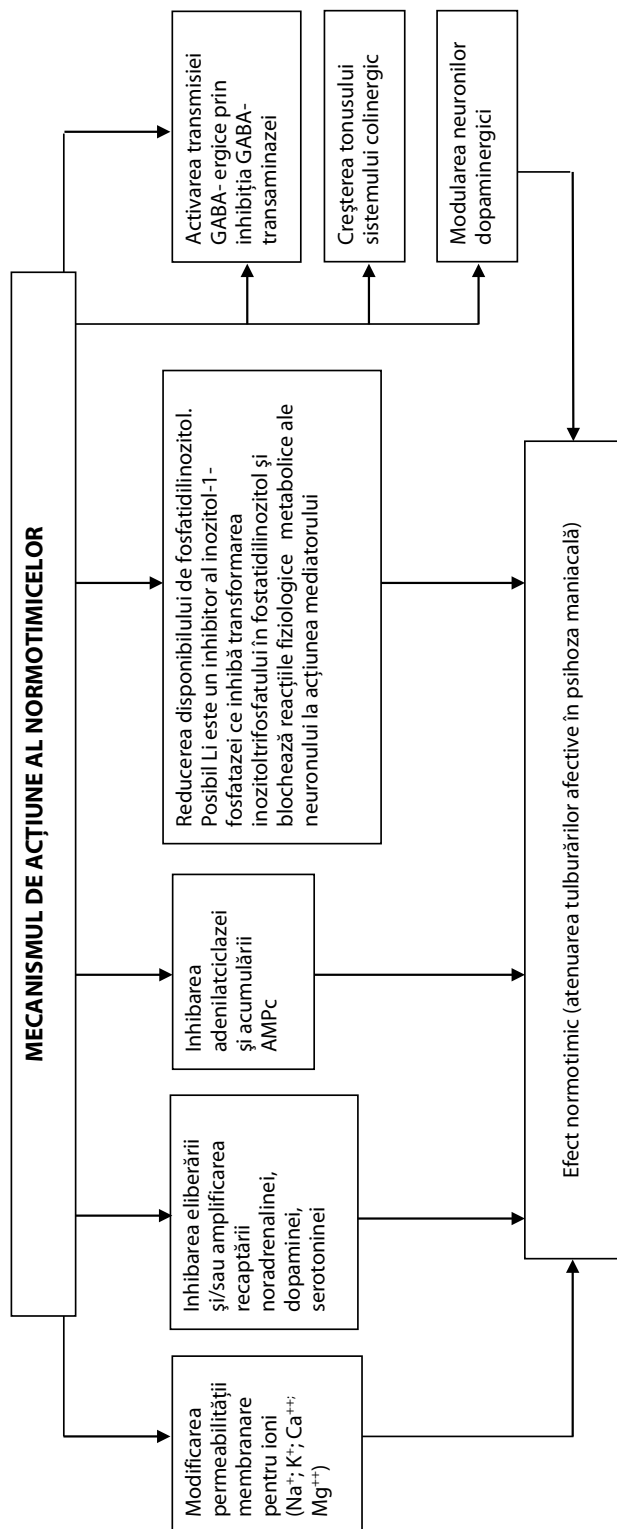 MECANISMUL DE ACȚIUNE AL NORMOTIMICELOR
Modificarea
permeabilității
membranare
pentru ioni
(Na⁺; K⁺; Ca⁺⁺;
Mg⁺⁺)
Inhibarea eliberării
și/sau amplificarea
recaptării
noradrenalinei,
dopaminei,
serotoninei
Inhibarea
adenilatciclazei
și acumulării
AMPc
Reducerea disponibilului de fosfatidilinozitol.
Posibil Li este un inhibitor al inozitol-1-
fosfatazei ce inhibă transformarea
inozitoltrifosfatului în fostatidilinozitol și
blochează reacțiile fiziologice metabolice ale
neuronului la acțiunea mediatorului
Activarea transmisiei
GABA- ergice prin
inhibiția GABA-
transaminazei
Creșterea tonusului
sistemului colinergic
Modularea neuronilor
dopaminergici
Efect normotimic (atenuarea tulburărilor afective în psihoza maniacală)